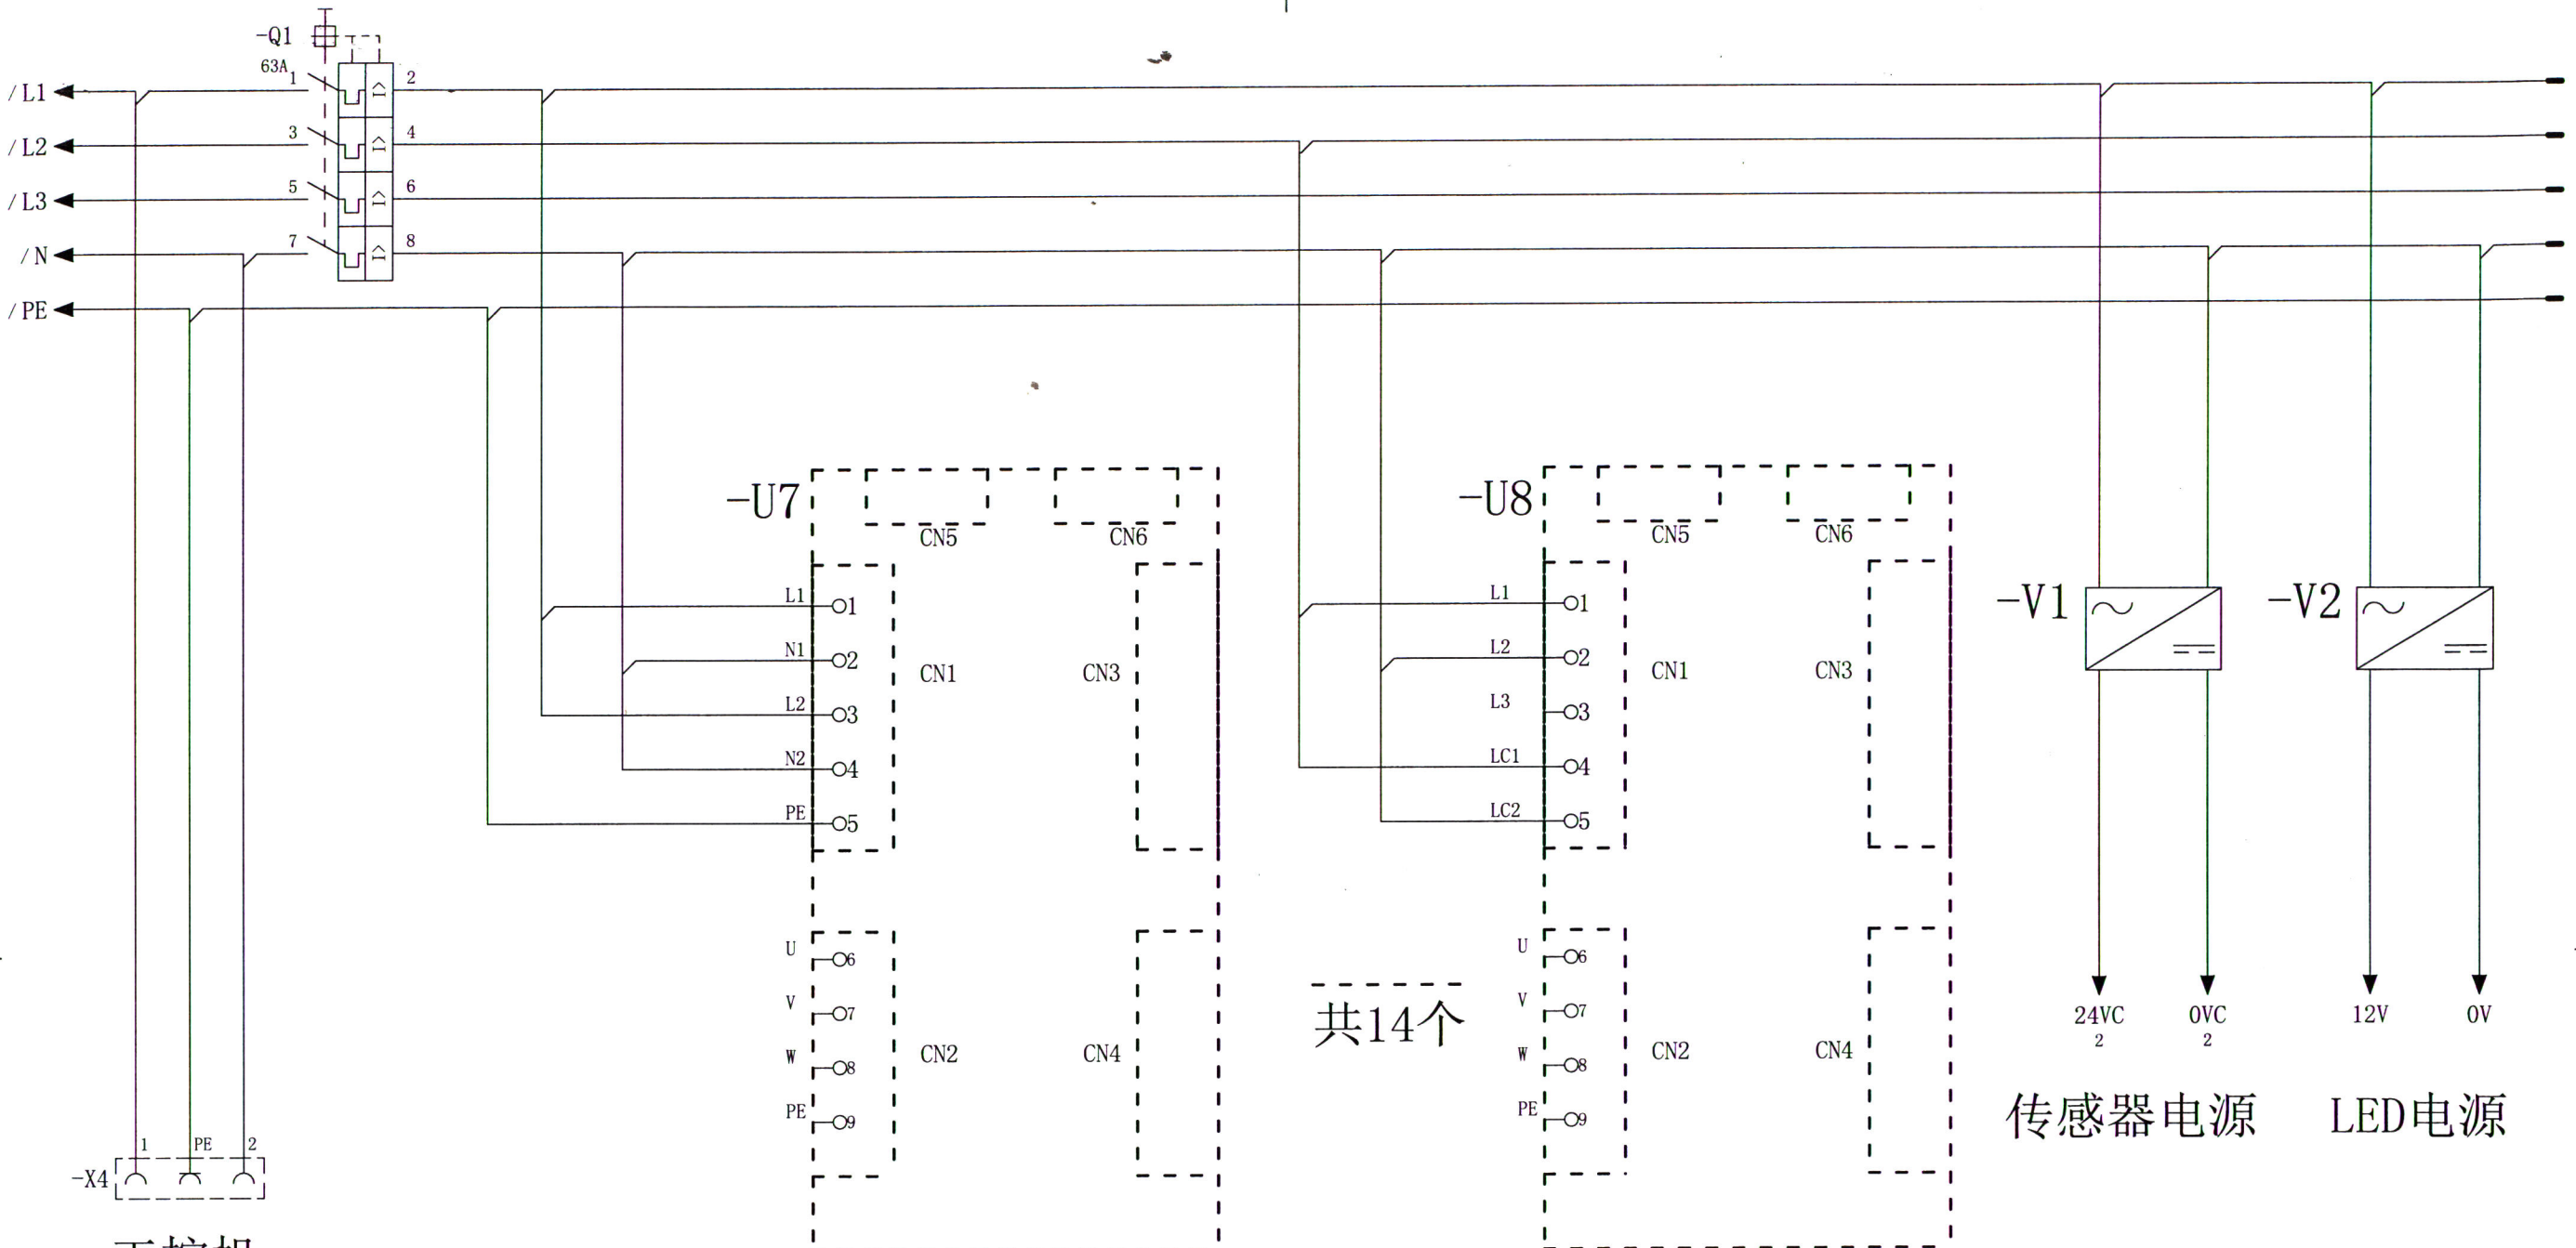 -Q1
63A
1
2
/L1
3
4
/L2
5
6
/L3
7
8
/N
/PE
-U7
CN5
CN6
L1
1
N1
2
CN1
CN3
L2
3
N2
4
PE
5
U
6
V
7
W
8
CN2
CN4
PE
9
共14个
-U8
CN5
CN6
L1
1
L2
2
CN1
CN3
L3
3
LC1
4
LC2
5
U
6
V
7
W
8
CN2
CN4
PE
9
-V1
-V2
24VC
2
0VC
2
12V
0V
传感器电源
LED电源
1
PE
2
-X4